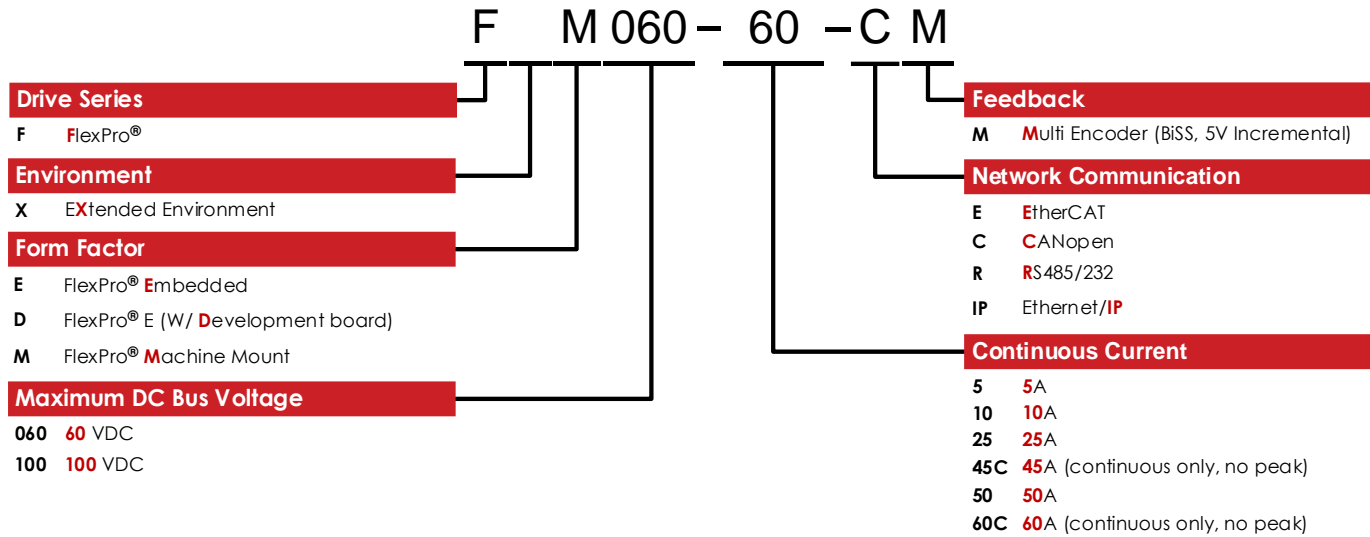 F M 060 – 60 – C M
Drive Series
F FlexPro®
Environment
X EXtended Environment
Form Factor
E FlexPro® Embedded
D FlexPro® E (W/ Development board)
M FlexPro® Machine Mount
Maximum DC Bus Voltage
060 60 VDC
100 100 VDC
Feedback
M Multi Encoder (BiSS, 5V Incremental)
Network Communication
E EtherCAT
C CANopen
R RS485/232
IP Ethernet/IP
Continuous Current
5 5A
10 10A
25 25A
45C 45A (continuous only, no peak)
50 50A
60C 60A (continuous only, no peak)